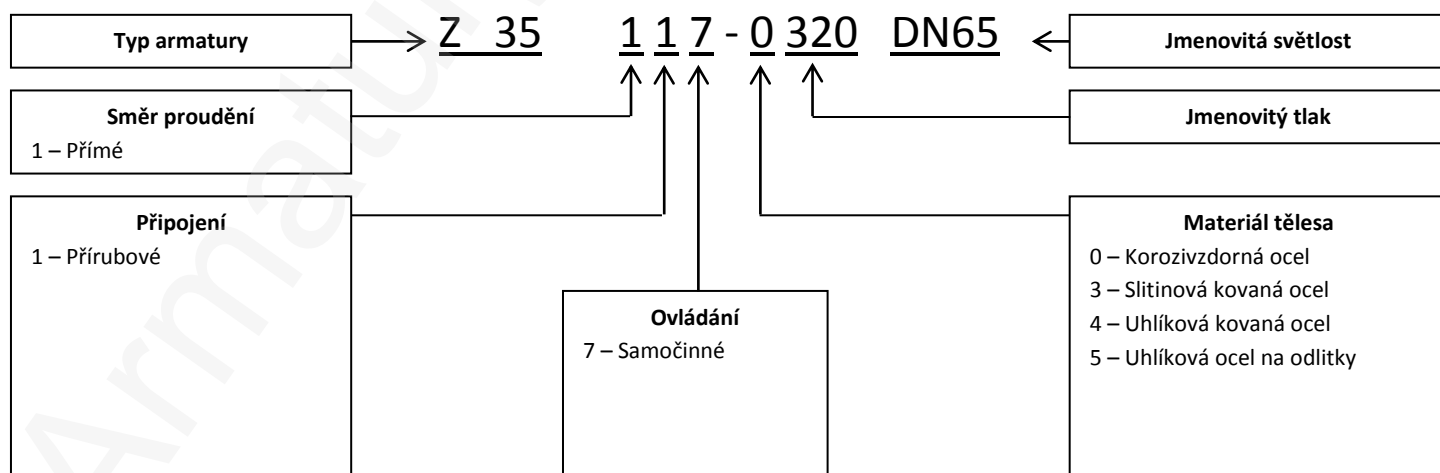 Typ armatury
Z 35 1 1 7 - 0 320 DN65
Jmenovitá světlost
Směr proudění
1 – Přímé
Jmenovitý tlak
Připojení
1 – Přírubové
Materiál tělesa
0 – Korozivzdorná ocel
3 – Slitinová kovaná ocel
4 – Uhlíková kovaná ocel
5 – Uhlíková ocel na odlitky
Ovládání
7 – Samočinné